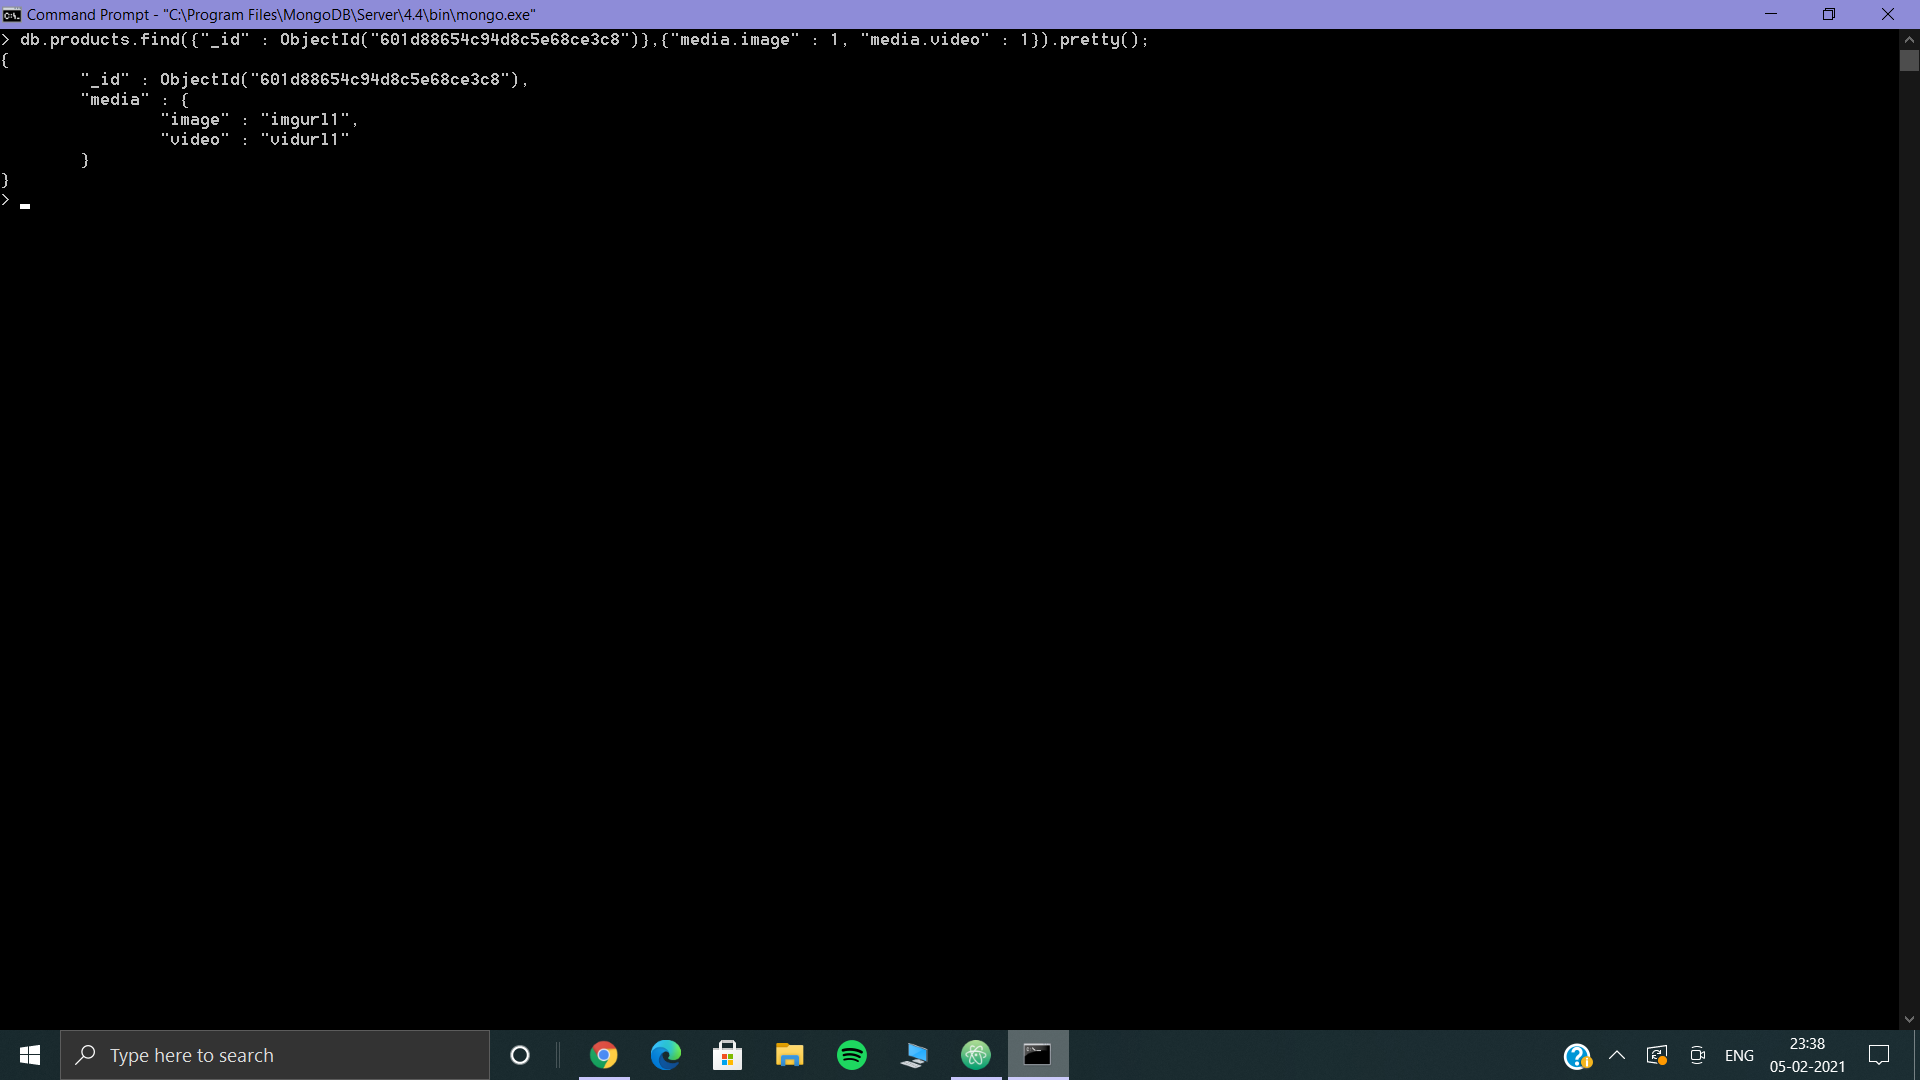 Command Prompt - "C:\Program Files\MongoDB\Server\4.4\bin\mongo.exe"
> db.products.find({"_id" : ObjectId("601d88654c94d8c5e68ce3c8")},{"media.image" : 1, "media.video" : 1}).pretty();
{
        "_id" : ObjectId("601d88654c94d8c5e68ce3c8"),
        "media" : {
                "image" : "imgurl1",
                "video" : "vidurl1"
        }
}
>
Type here to search
ENG
23:38
05-02-2021